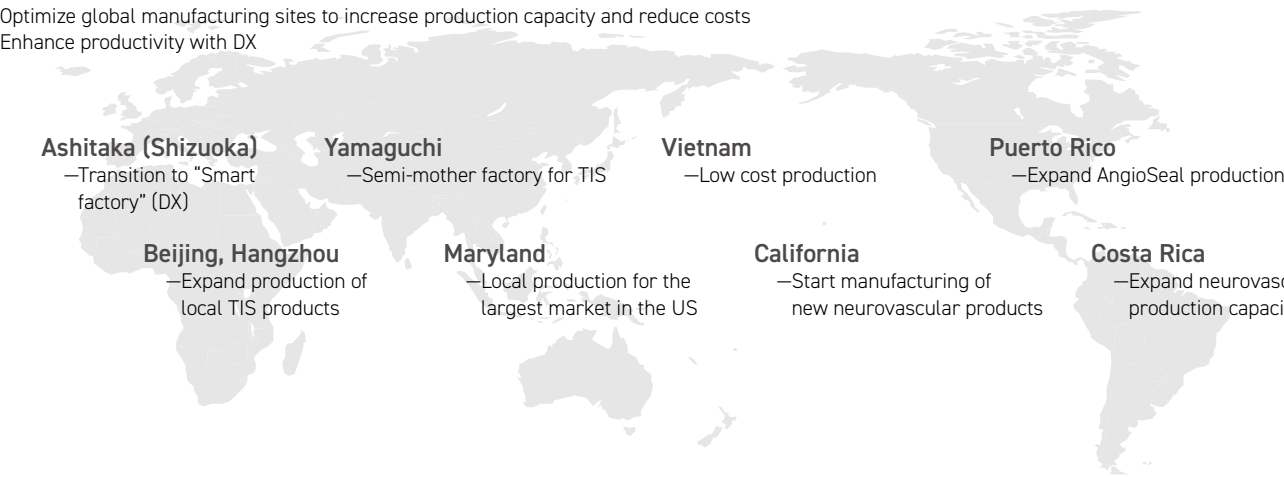 Optimize global manufacturing sites to increase production capacity and reduce costs
Enhance productivity with DX
Ashitaka (Shizuoka)
—Transition to “Smart
factory” (DX)
Yamaguchi
—Semi-mother factory for TIS
Vietnam
—Low cost production
Puerto Rico
—Expand AngioSeal production
Beijing, Hangzhou
—Expand production of
local TIS products
Maryland
—Local production for the
largest market in the US
California
—Start manufacturing of
new neurovascular products
Costa Rica
—Expand
production